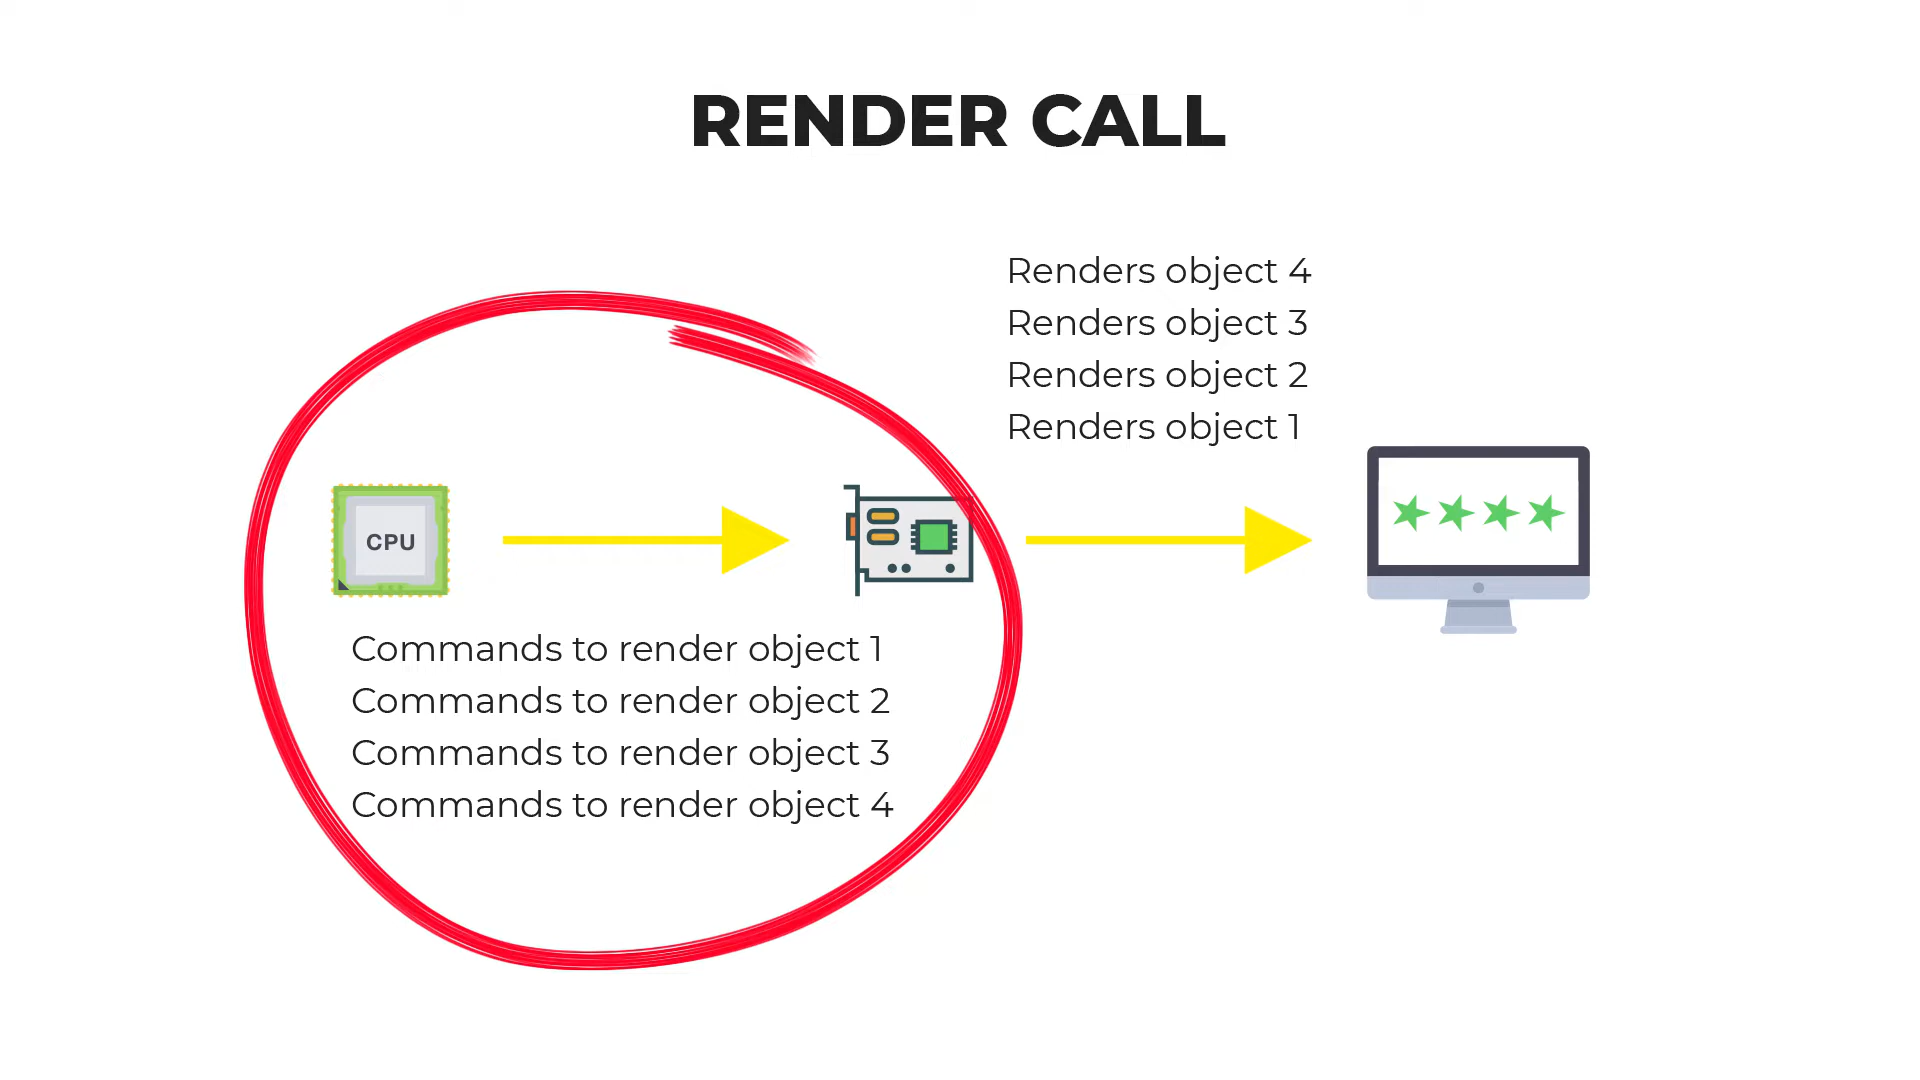 RENDER CALL
Renders object 4
Renders object 3
Renders object 2
Renders object 1
CPU
Commands to render object 1
Commands to render object 2
Commands to render object 3
Commands to render object 4